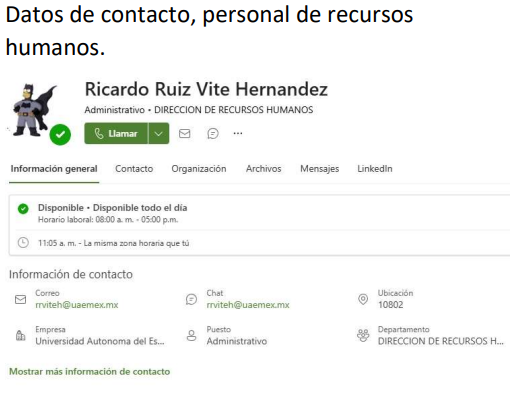 Datos de contacto, personal de recursos
humanos.
Ricardo Ruiz Vite Hernandez
Administrativo • DIRECCION DE RECURSOS HUMANOS
Llamar
Información general Contacto Organización Archivos Mensajes LinkedIn
Disponible • Disponible todo el día
Horario laboral: 08:00 a. m. - 05:00 p.m.
11:05 a. m. - La misma zona horaria que tú
Información de contacto
Correo Chat Ubicación
rrviteh@uaemex.mx rrviteh@uaemex.mx 10802
Empresa Puesto Departamento
Universidad Autonoma del Es... Administrativo DIRECCION DE RECURSOS H...
Mostrar más información de contacto